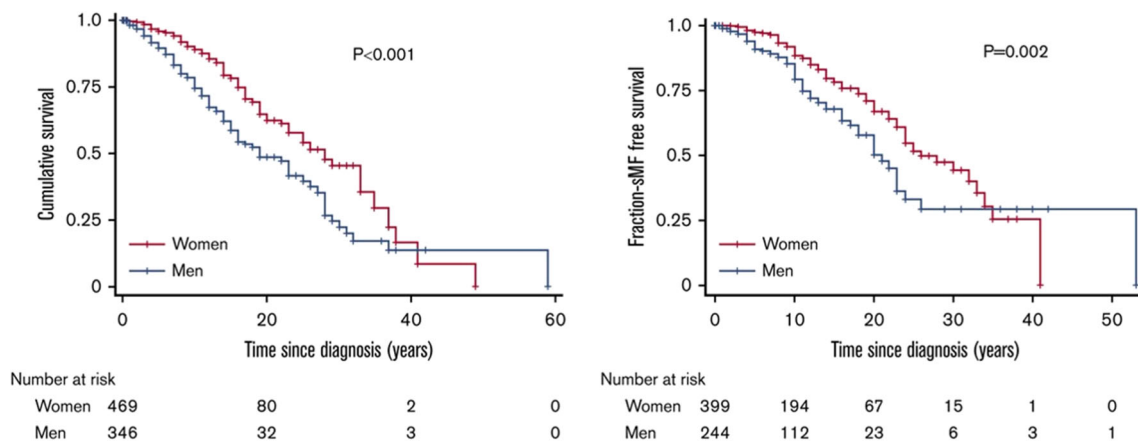 1.0
0.75
0.5
0.25
0
Cumulative survival
P<0.001
Women
Men
0 20 40 60
Time since diagnosis (years)
Number at risk
Women 469 80 2 0
Men 346 32 3 0
1.0
0.75
0.5
0.25
0
Fraction-sMF free survival
P=0.002
Women
Men
0 10 20 30 40 50
Time since diagnosis (years)
Number at risk
Women 399 194 67 15 1 0
Men 244 112 23 6 3 1